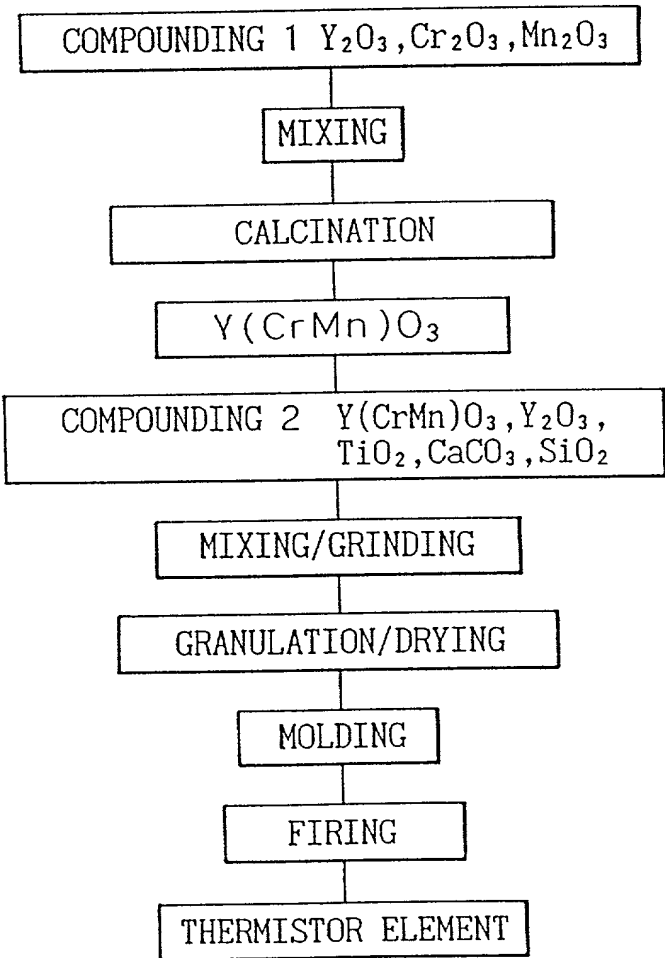 COMPOUNDING 1 Y₂O₃,Cr₂O₃,Mn₂O₃
MIXING
CALCINATION
Y(CrMn)O₃
COMPOUNDING 2 Y(CrMn)O₃,Y₂O₃,
TiO₂,CaCO₃,SiO₂
MIXING/GRINDING
GRANULATION/DRYING
MOLDING
FIRING
THERMISTOR ELEMENT